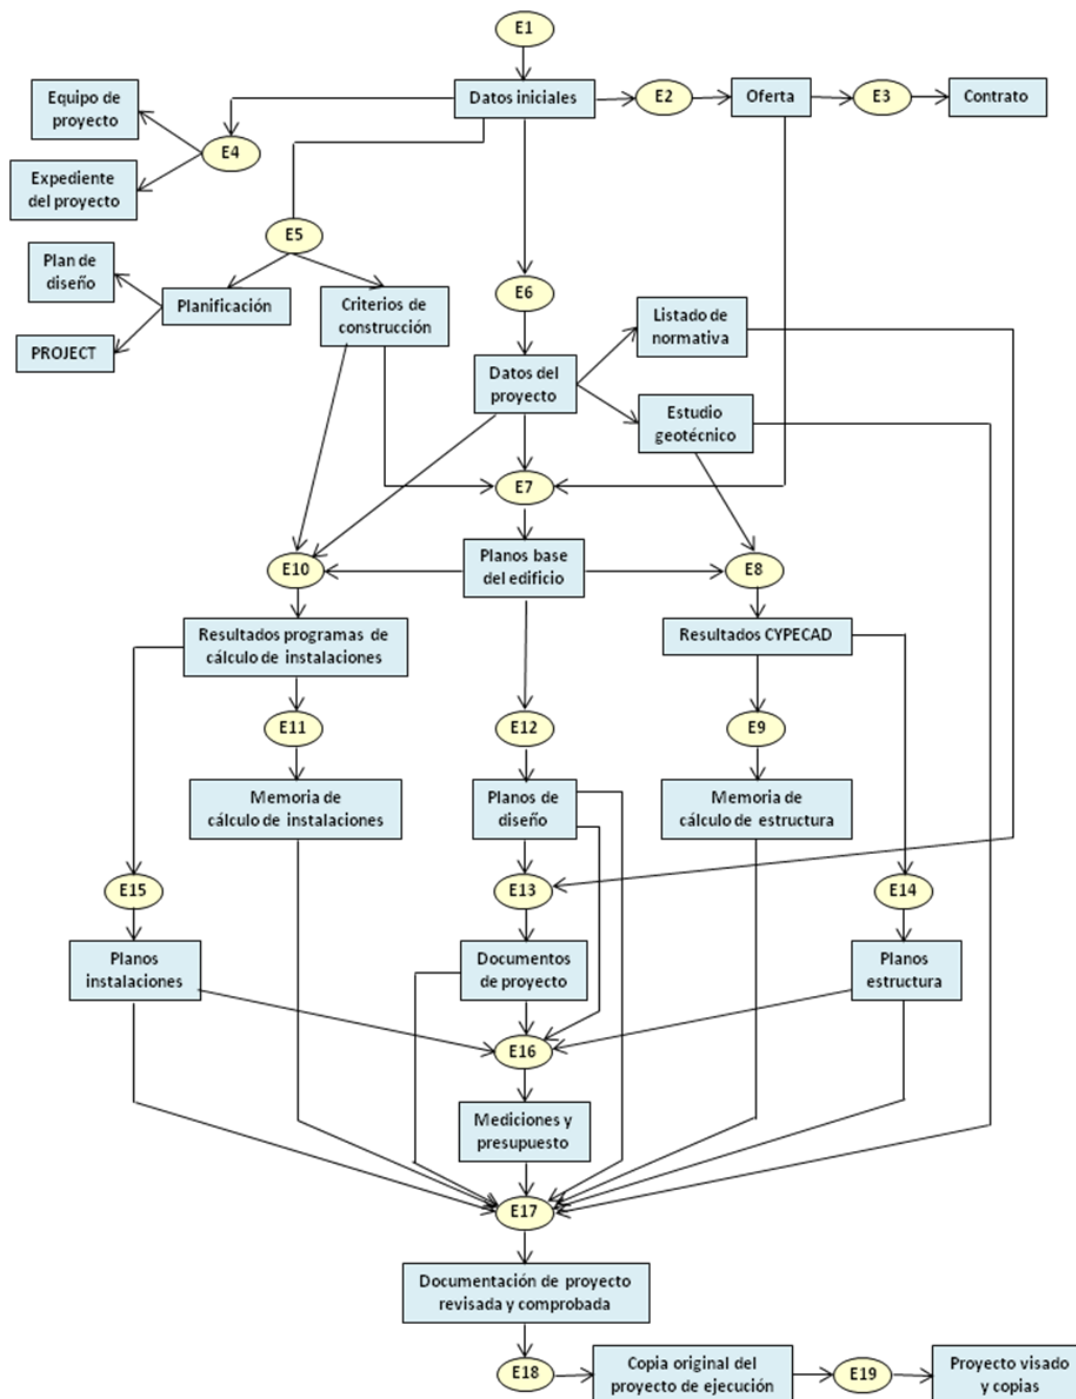 E1
Datos iniciales
E2
Oferta
E3
Contrato
Equipo de
proyecto
E4
Expediente
del proyecto
E5
Plan de
diseño
Planificación
PROJECT
Criterios de
construcción
E6
Listado de
normativa
Datos del
proyecto
Estudio
geotécnico
E7
Planos base
del edificio
E10
E8
Resultados programas de
cálculo de instalaciones
Resultados CYPECAD
E11
E12
E9
Memoria de
cálculo de instalaciones
Planos de
diseño
Memoria de
cálculo de estructura
E15
E13
E14
Planos
instalaciones
Documentos
de proyecto
Planos
estructura
E16
Mediciones y
presupuesto
E17
Documentación de proyecto
revisada y comprobada
E18
Copia original del
proyecto de ejecución
E19
Proyecto visado
y copias